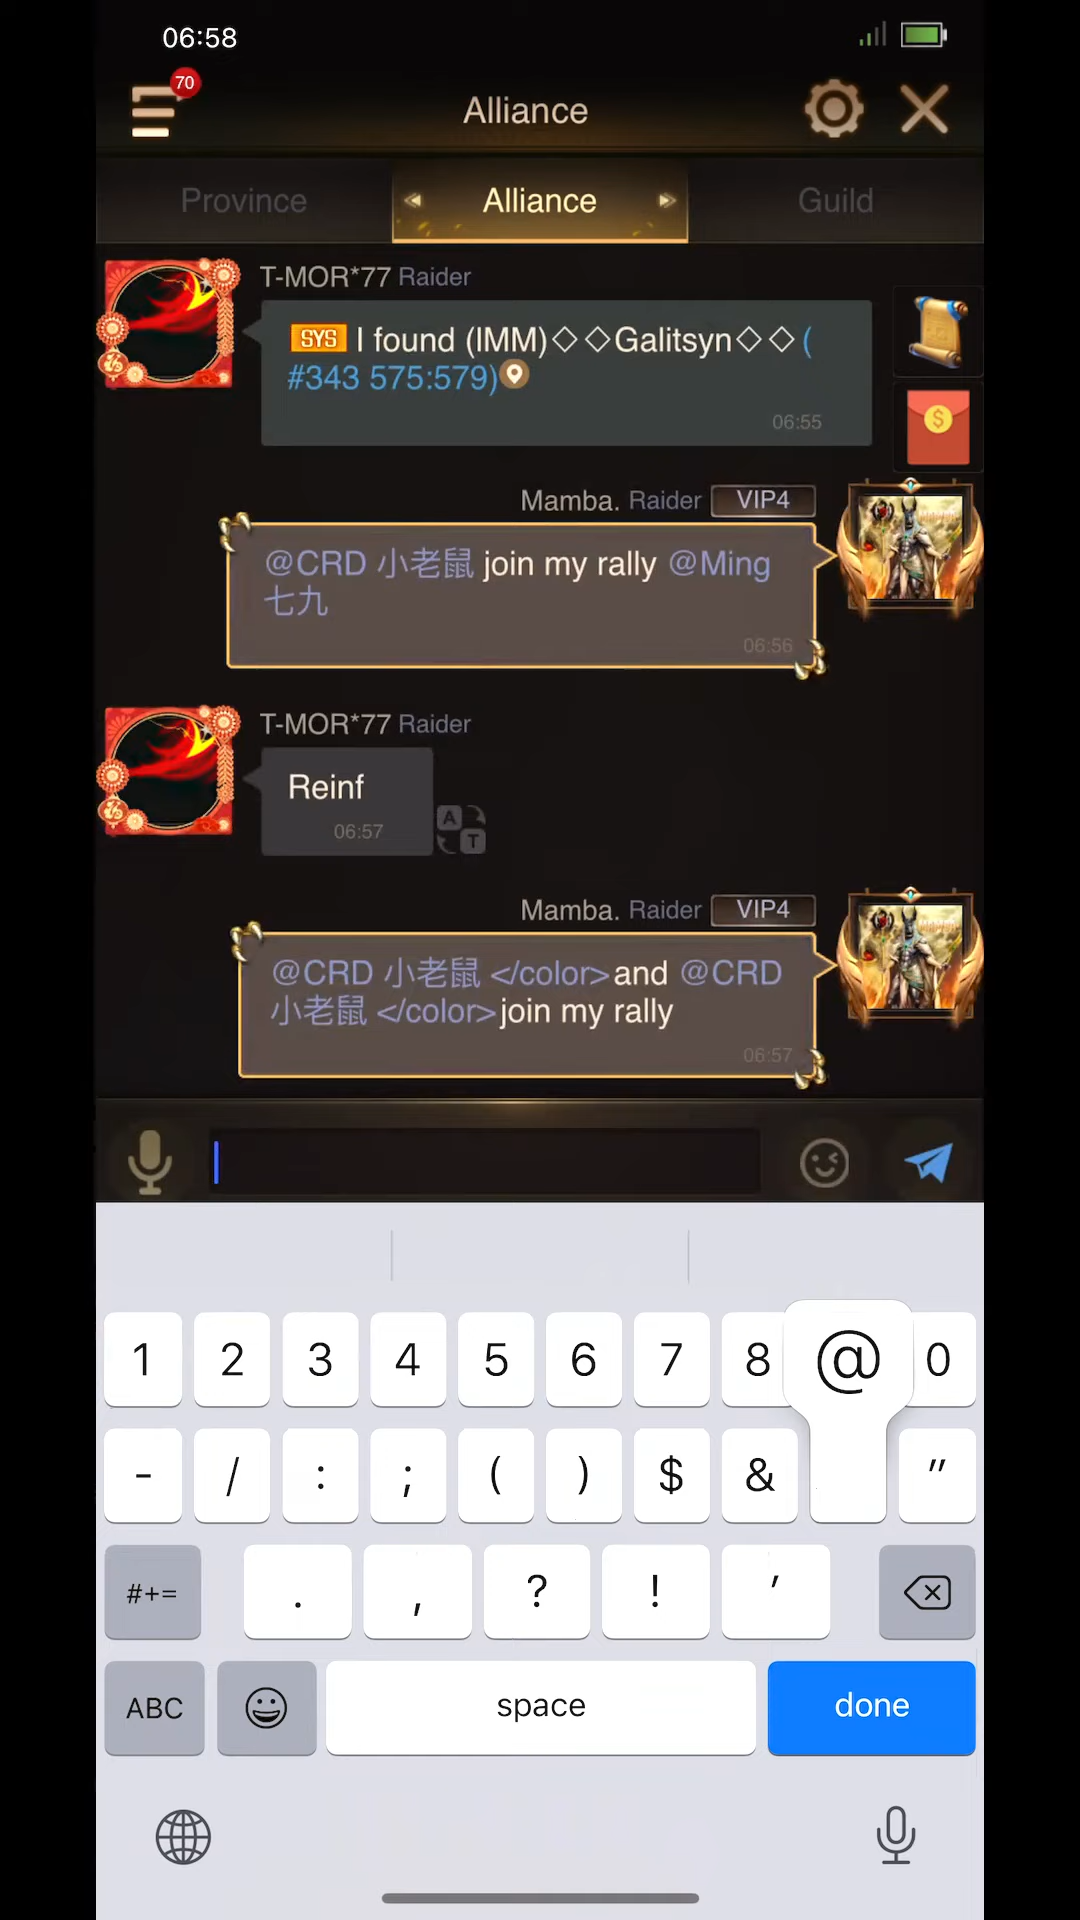 06:58
70
Alliance
Province
Alliance
Guild
T-MOR*77 Raider
SYS I found (IMM)◇◇Galitsyn◇◇(
#343 575:579)
06:55
Mamba. Raider VIP4
@CRD 小老鼠 join my rally @Ming
七九
06:56
T-MOR*77 Raider
Reinf
06:57
A
T
Mamba. Raider VIP4
@CRD 小老鼠 </color>and @CRD
小老鼠 </color>join my rally
06:57
1 2 3 4 5 6 7 8 @ 0
- / : ; ( ) $ & "
#+= . , ? ! '
ABC space done